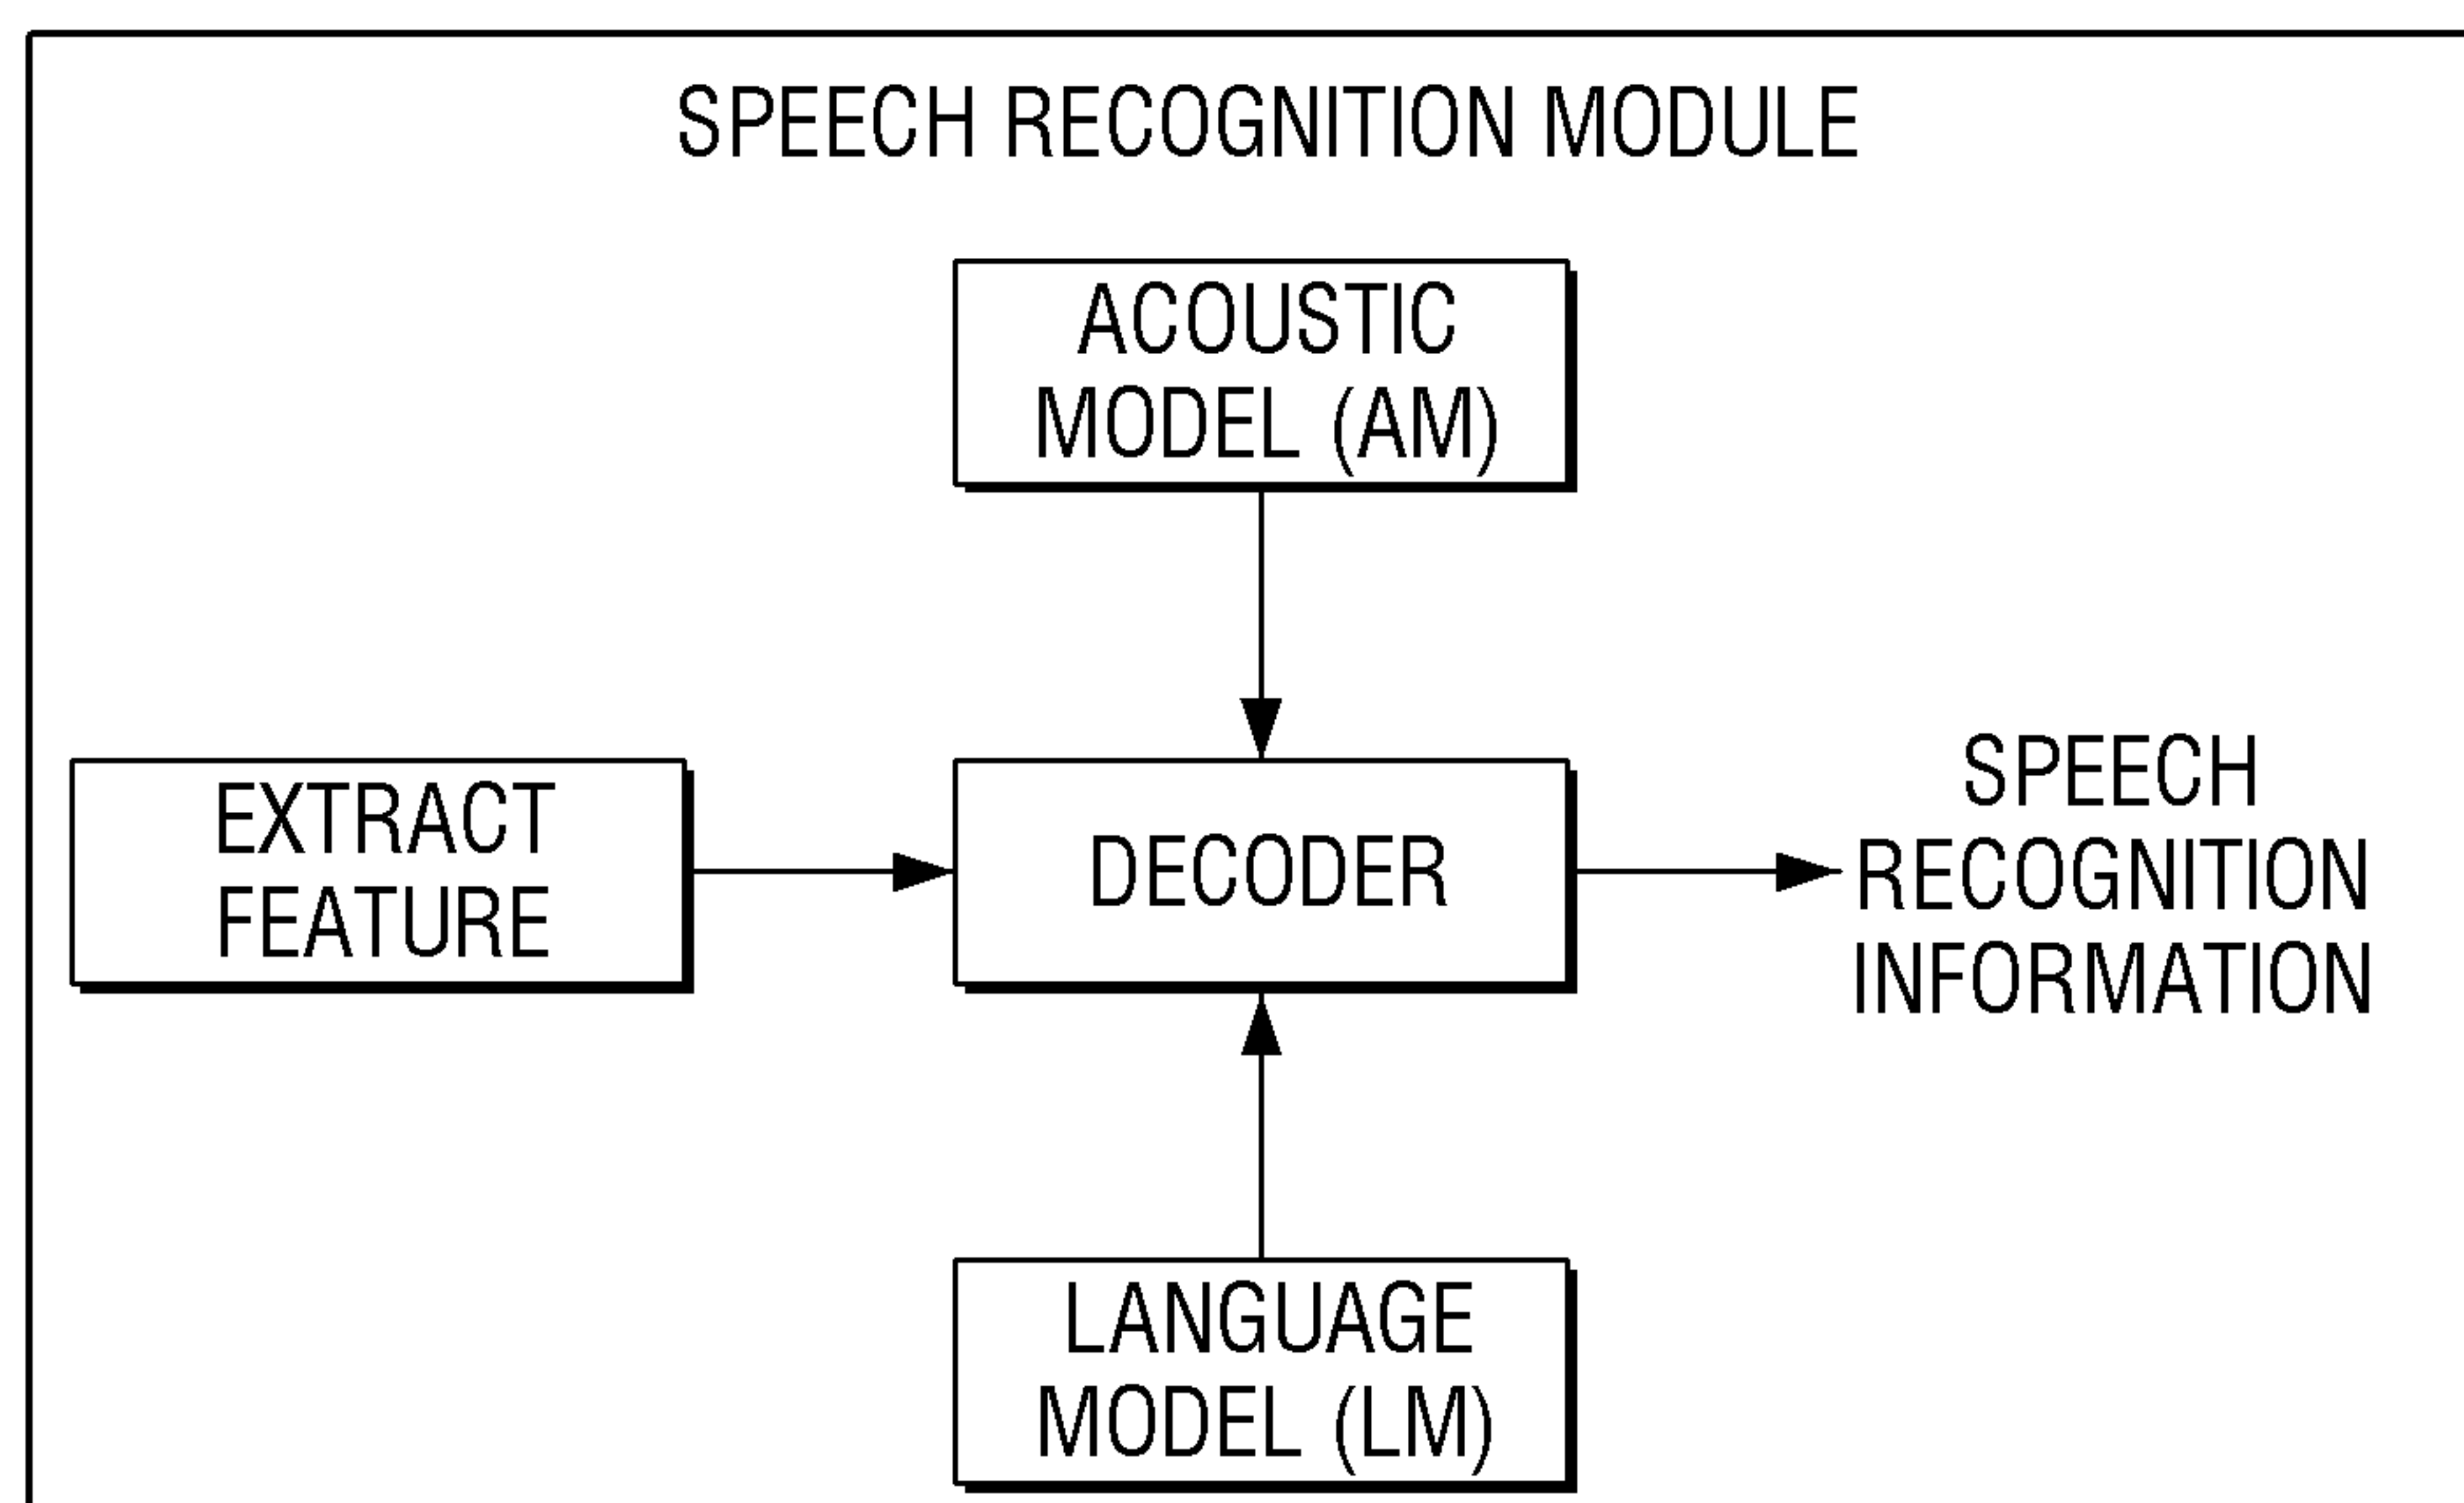 SPEECH RECOGNITION MODULE
ACOUSTIC
MODEL (AM)
EXTRACT
FEATURE
DECODER
SPEECH
RECOGNITION
INFORMATION
LANGUAGE
MODEL (LM)